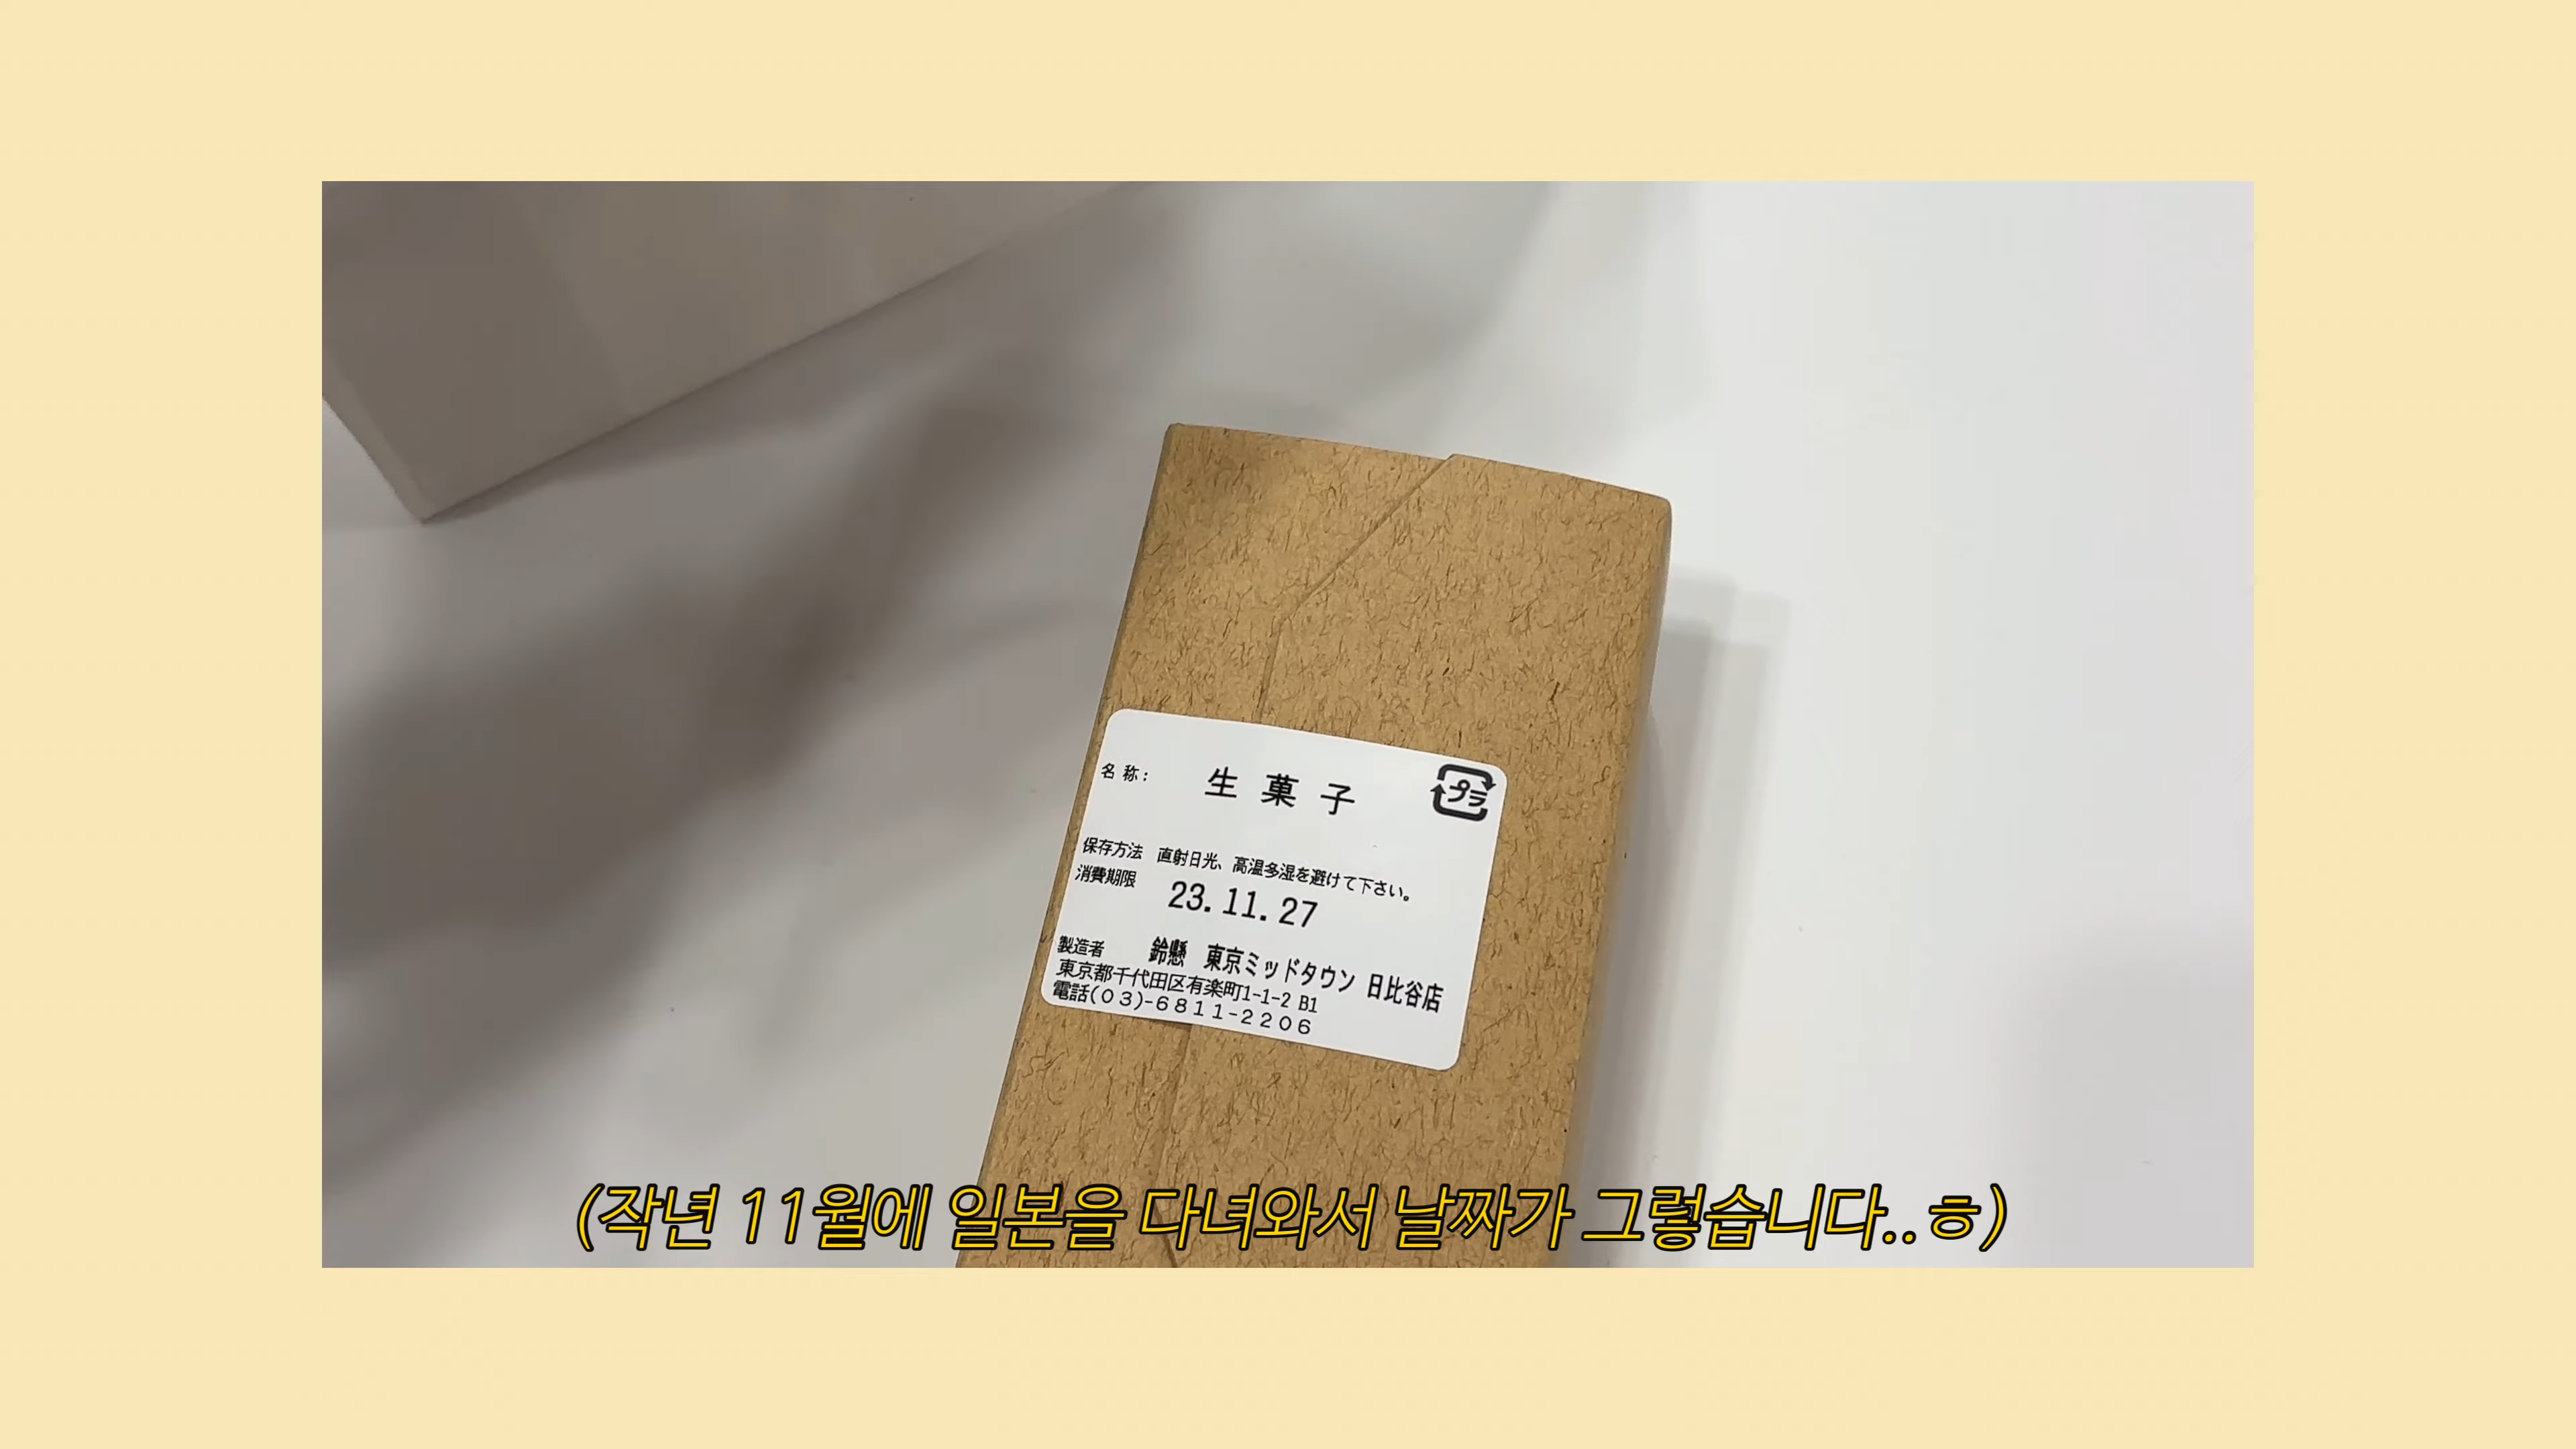 名 称: 生 菓 子
プラ
保存方法 直射日光、高温多湿を避けて下さい。
消費期限 23.11.27
製造者 鈴懸 東京ミッドタウン 日比谷店
東京都千代田区有楽町1-1-2 B1
電話(03)-6811-2206
(작년 11월에 일본을 다녀와서 날짜가 그렇습니다..ㅎ)